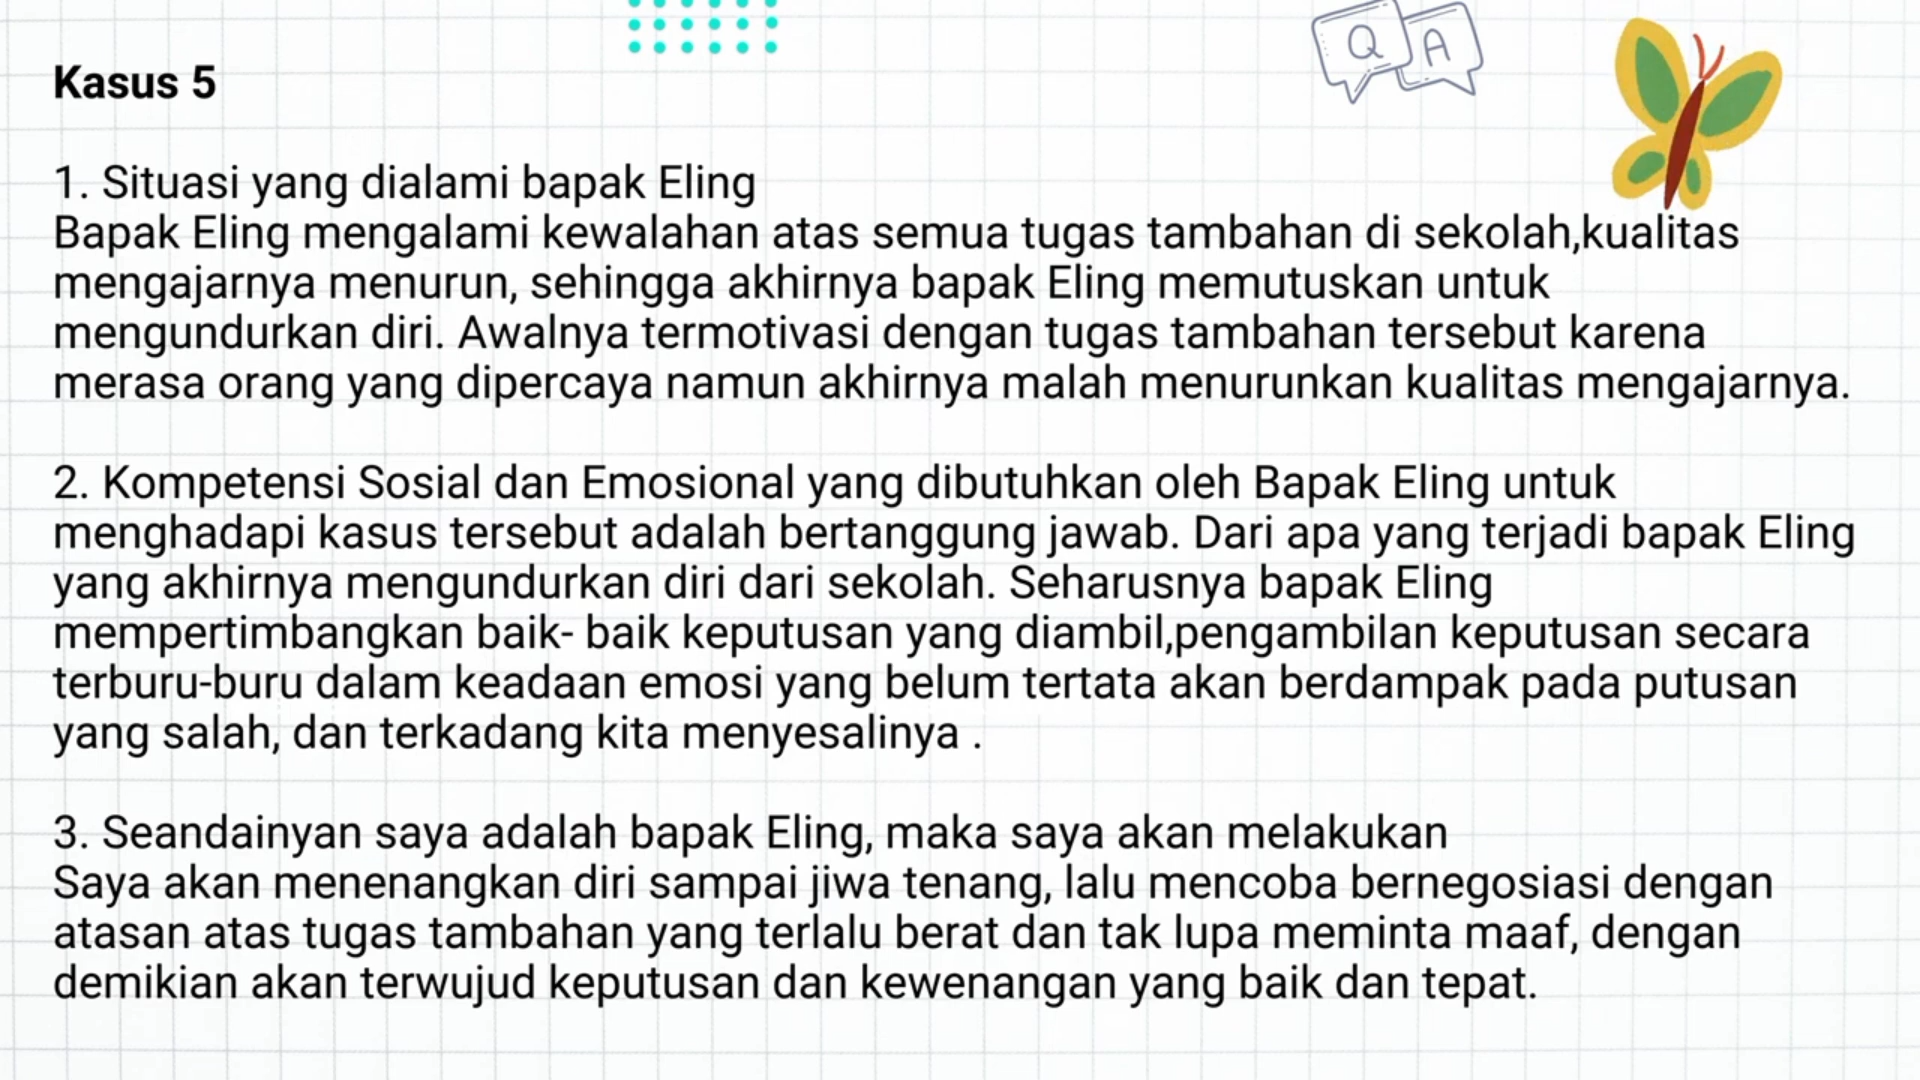 Q A
Kasus 5
1. Situasi yang dialami bapak Eling
Bapak Eling mengalami kewalahan atas semua tugas tambahan di sekolah,kualitas
mengajarnya menurun, sehingga akhirnya bapak Eling memutuskan untuk
mengundurkan diri. Awalnya termotivasi dengan tugas tambahan tersebut karena
merasa orang yang dipercaya namun akhirnya malah menurunkan kualitas mengajarnya.
2. Kompetensi Sosial dan Emosional yang dibutuhkan oleh Bapak Eling untuk
menghadapi kasus tersebut adalah bertanggung jawab. Dari apa yang terjadi bapak Eling
yang akhirnya mengundurkan diri dari sekolah. Seharusnya bapak Eling
mempertimbangkan baik- baik keputusan yang diambil,pengambilan keputusan secara
terburu-buru dalam keadaan emosi yang belum tertata akan berdampak pada putusan
yang salah, dan terkadang kita menyesalinya .
3. Seandainyan saya adalah bapak Eling, maka saya akan melakukan
Saya akan menenangkan diri sampai jiwa tenang, lalu mencoba bernegosiasi dengan
atasan atas tugas tambahan yang terlalu berat dan tak lupa meminta maaf, dengan
demikian akan terwujud keputusan dan kewenangan yang baik dan tepat.